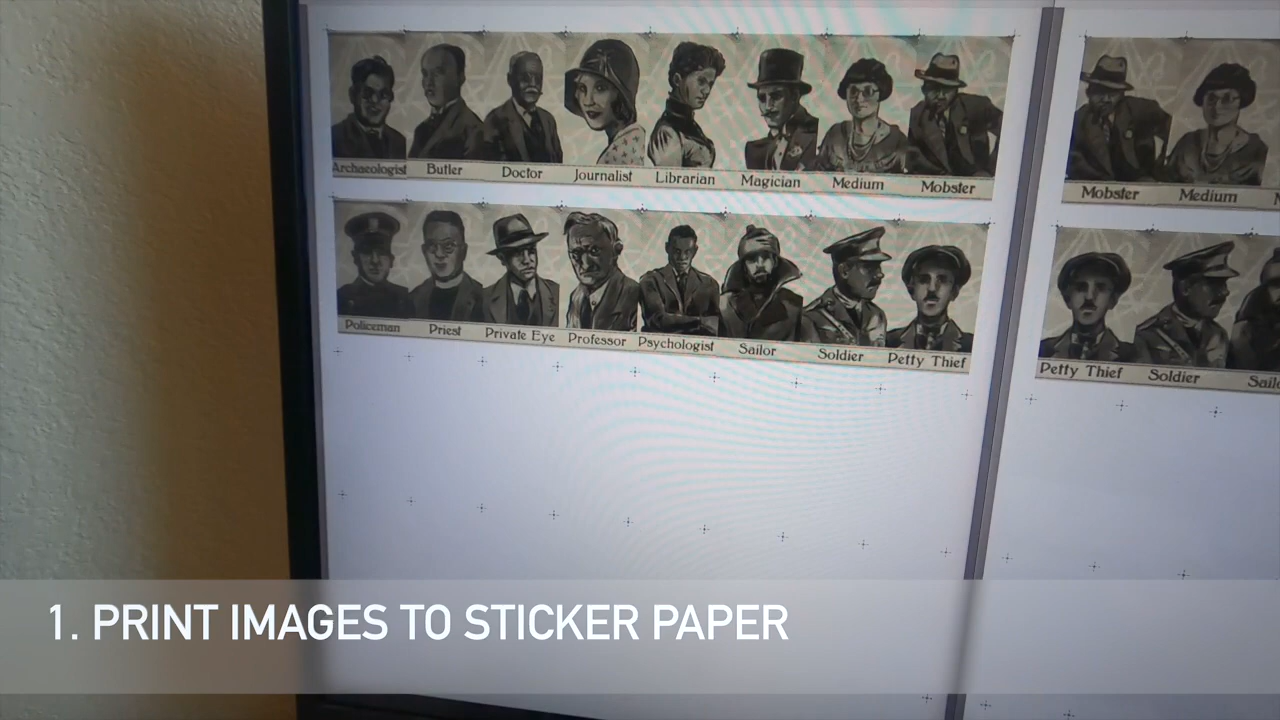 Archaeologist Butler Doctor Journalist Librarian Magician Medium Mobster
Policeman Priest Private Eye Professor Psychologist Sailor Soldier Petty Thief
Mobster Medium
Petty Thief Soldier
1. PRINT IMAGES TO STICKER PAPER